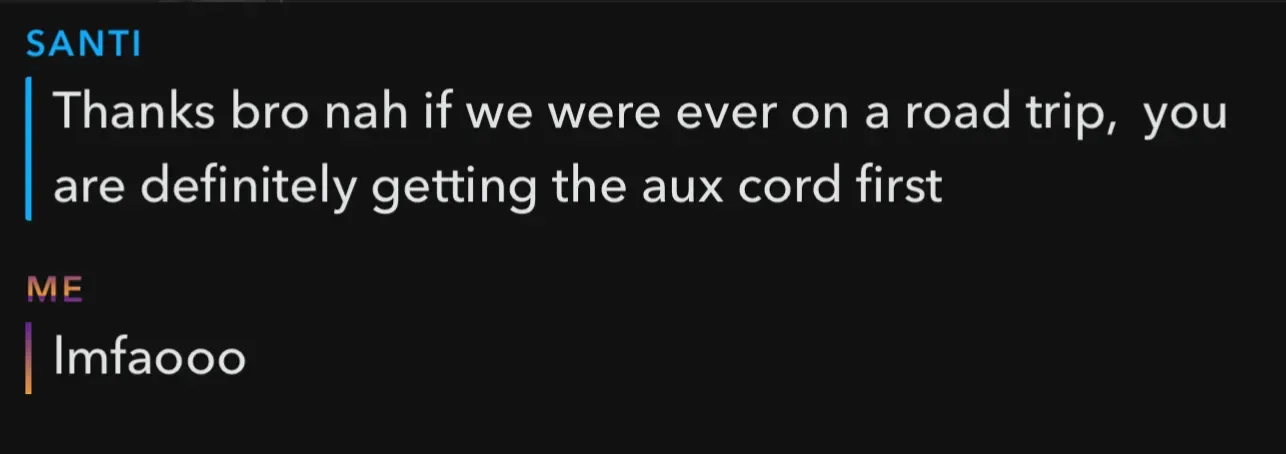 SANTI
Thanks bro nah if we were ever on a road trip,  you
are definitely getting the aux cord first
ME
lmfaooo